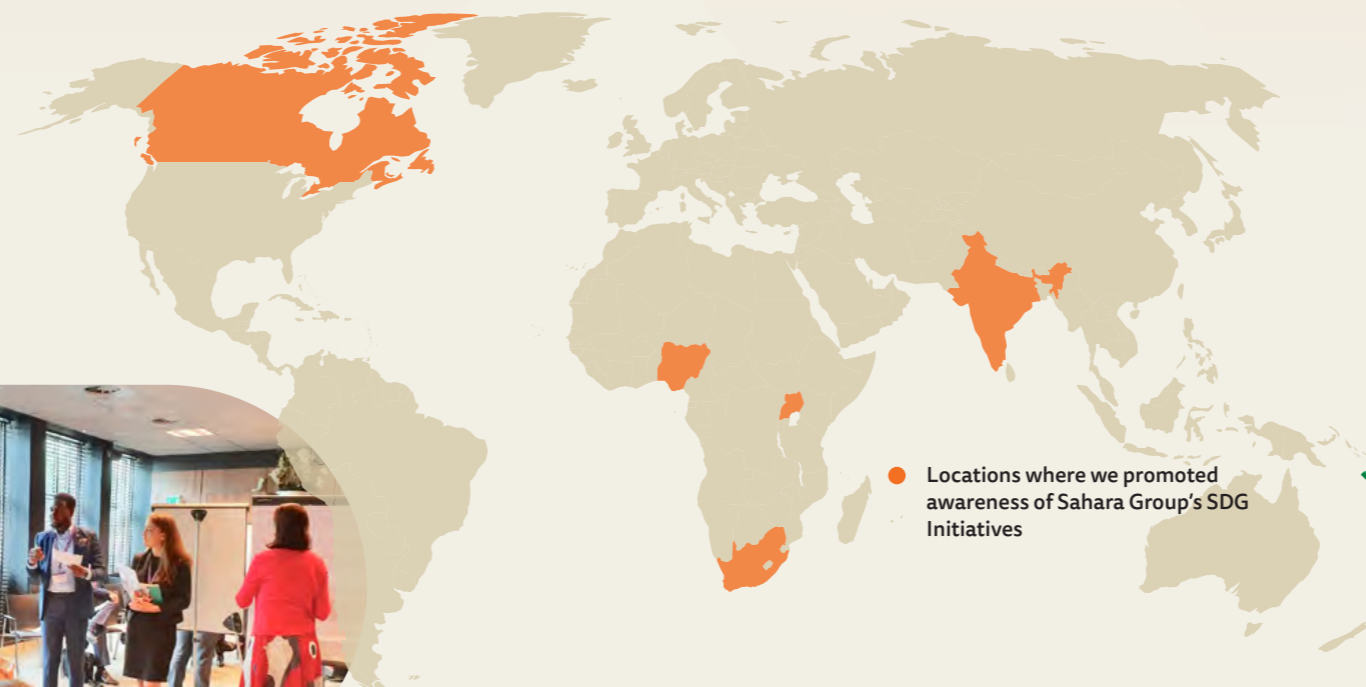 Locations where we promoted
awareness of Sahara Group's SDG
Initiatives